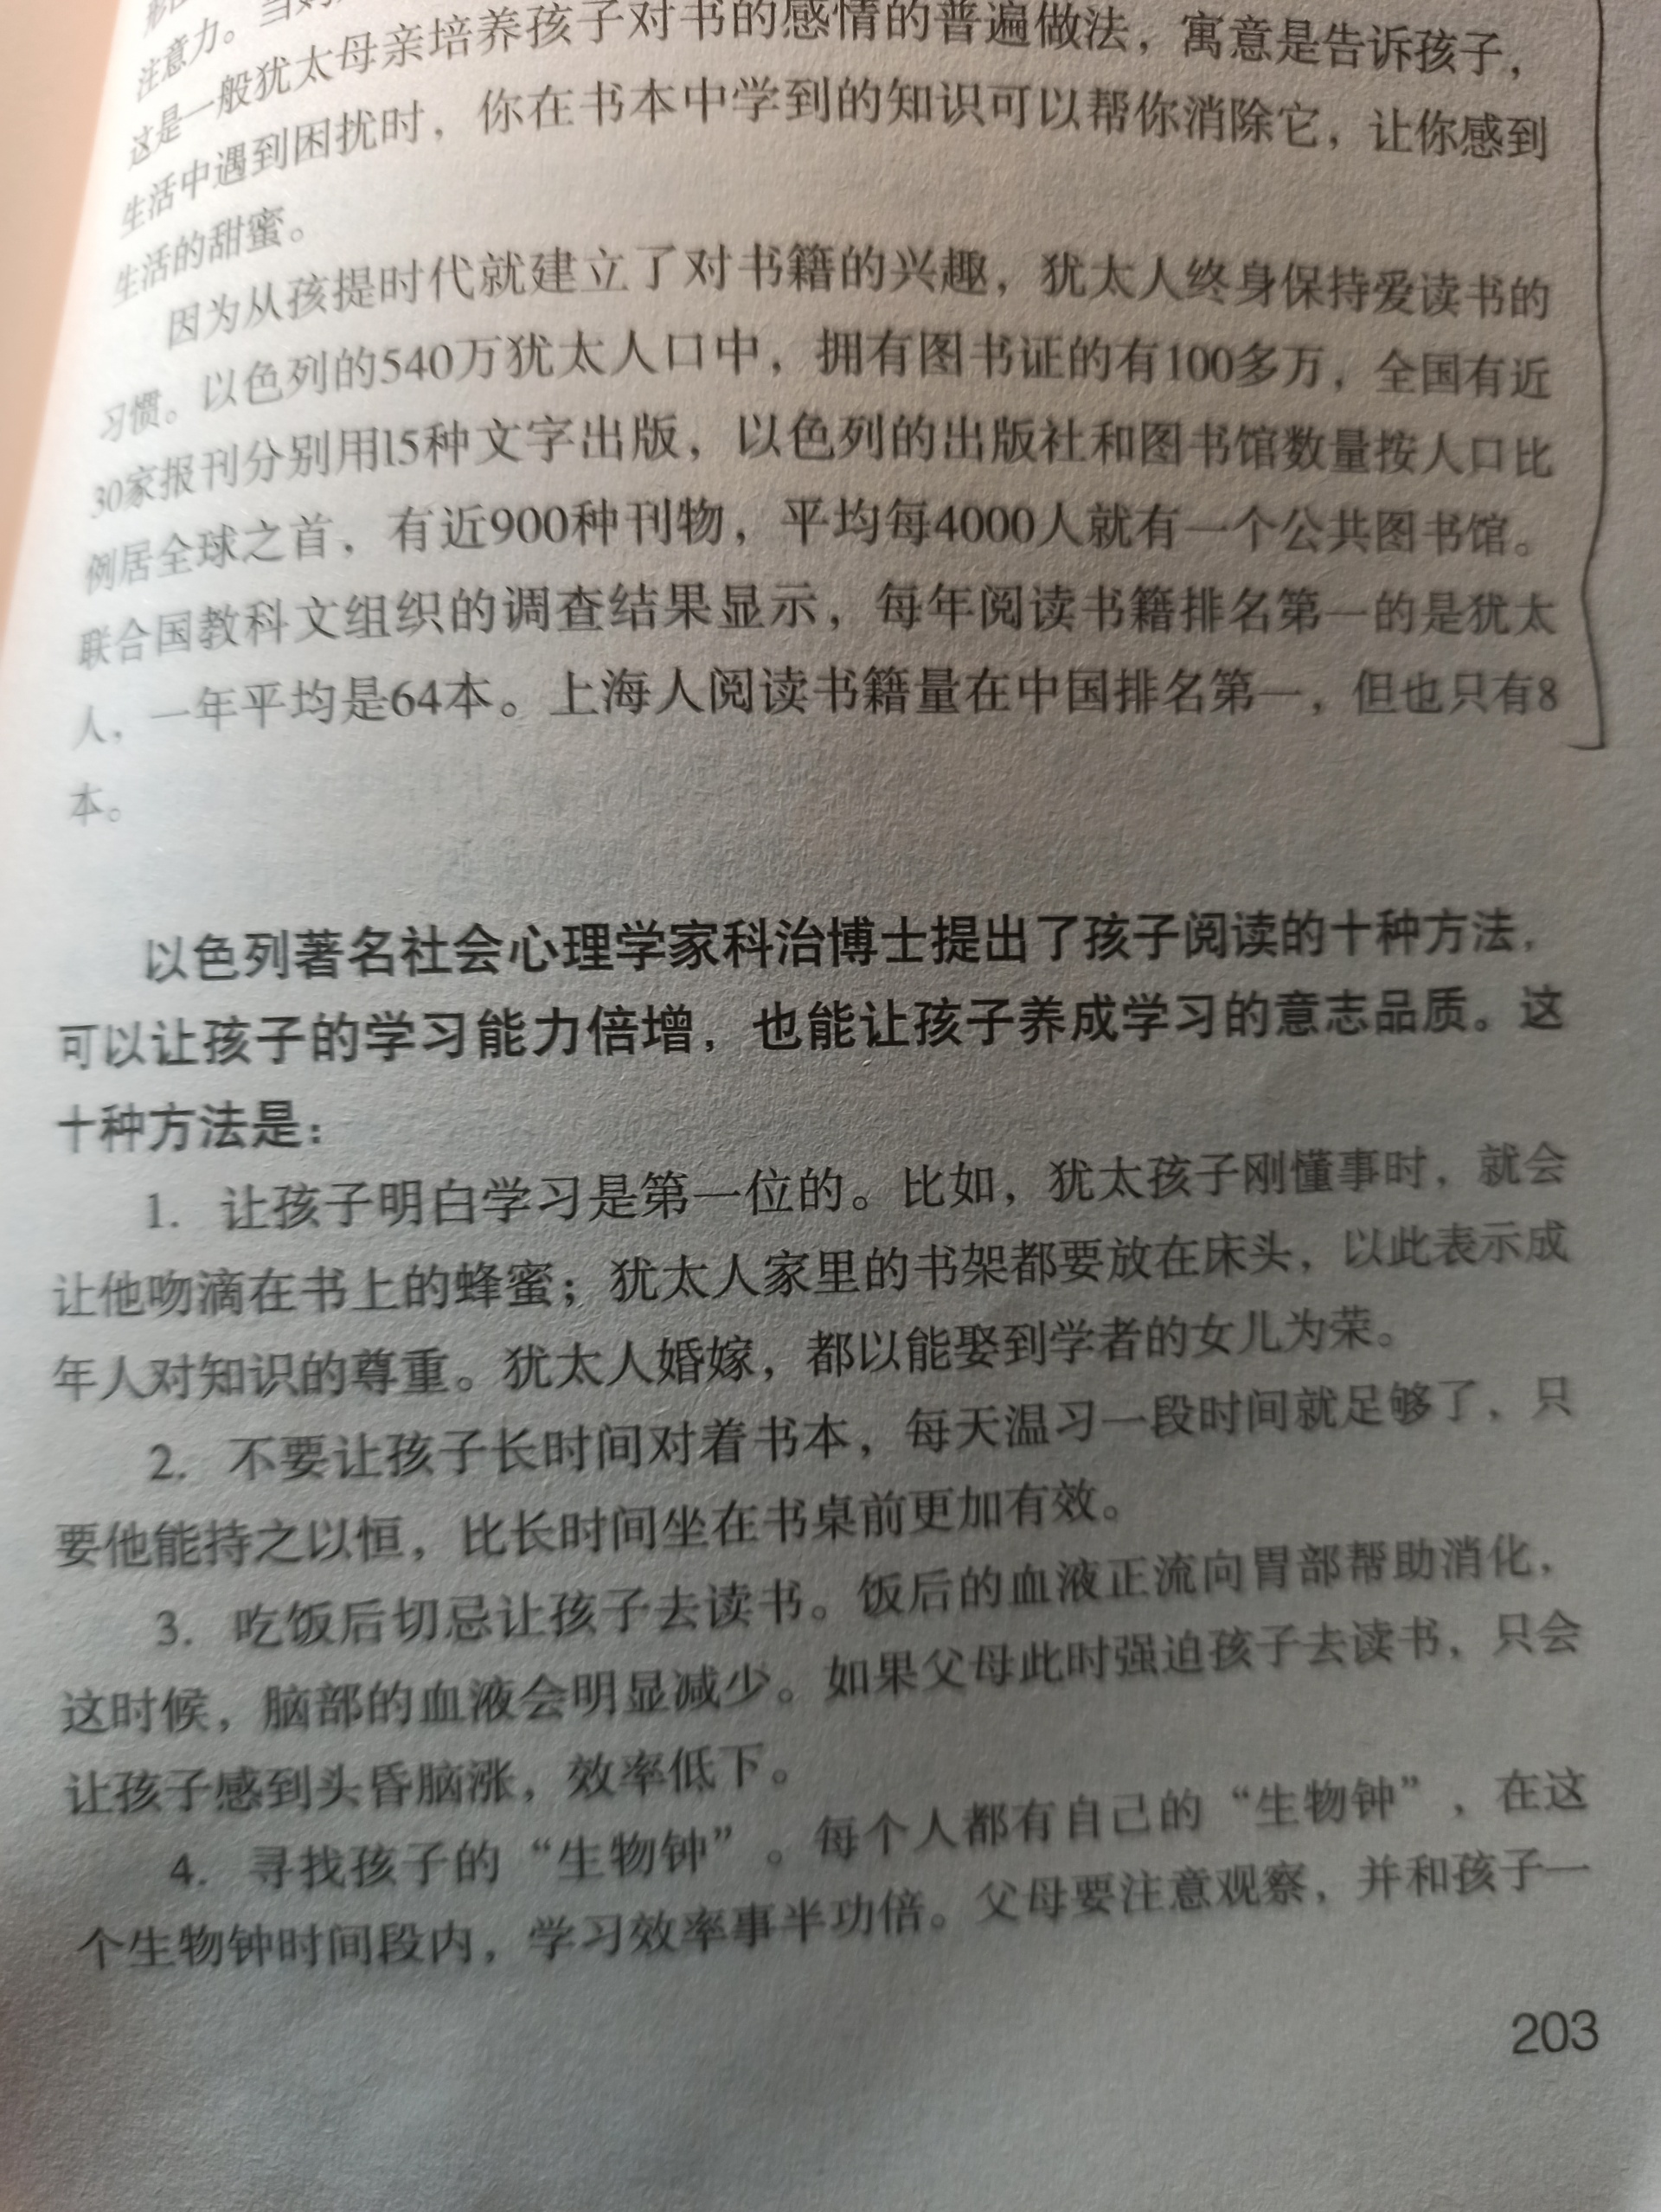 注意力。当
这是一般犹太母亲培养孩子对书的感情的普遍做法，寓意是告诉孩子，
生活中遇到困扰时，你在书本中学到的知识可以帮你消除它，让你感到
生活的甜蜜。
因为从孩提时代就建立了对书籍的兴趣，犹太人终身保持爱读书的
习惯。以色列的540万犹太人口中，拥有图书证的有100多万，全国有近
30家报刊分别用15种文字出版，以色列的出版社和图书馆数量按人口比
例居全球之首，有近900种刊物，平均每4000人就有一个公共图书馆。
联合国教科文组织的调查结果显示，每年阅读书籍排名第一的是犹太
人，一年平均是64本。上海人阅读书籍量在中国排名第一，但也只有8
本。
以色列著名社会心理学家科治博士提出了孩子阅读的十种方法，
可以让孩子的学习能力倍增，也能让孩子养成学习的意志品质。这
十种方法是：
1. 让孩子明白学习是第一位的。比如，犹太孩子刚懂事时，就会
让他吻滴在书上的蜂蜜；犹太人家里的书架都要放在床头，以此表示成
年人对知识的尊重。犹太人婚嫁，都以能娶到学者的女儿为荣。
2. 不要让孩子长时间对着书本，每天温习一段时间就足够了，只
要他能持之以恒，比长时间坐在书桌前更加有效。
3. 吃饭后切忌让孩子去读书。饭后的血液正流向胃部帮助消化，
这时候，脑部的血液会明显减少。如果父母此时强迫孩子去读书，只会
让孩子感到头昏脑涨，效率低下。
4. 寻找孩子的“生物钟”。每个人都有自己的“生物钟”，在这
个生物钟时间段内，学习效率事半功倍。父母要注意观察，并和孩子一
203